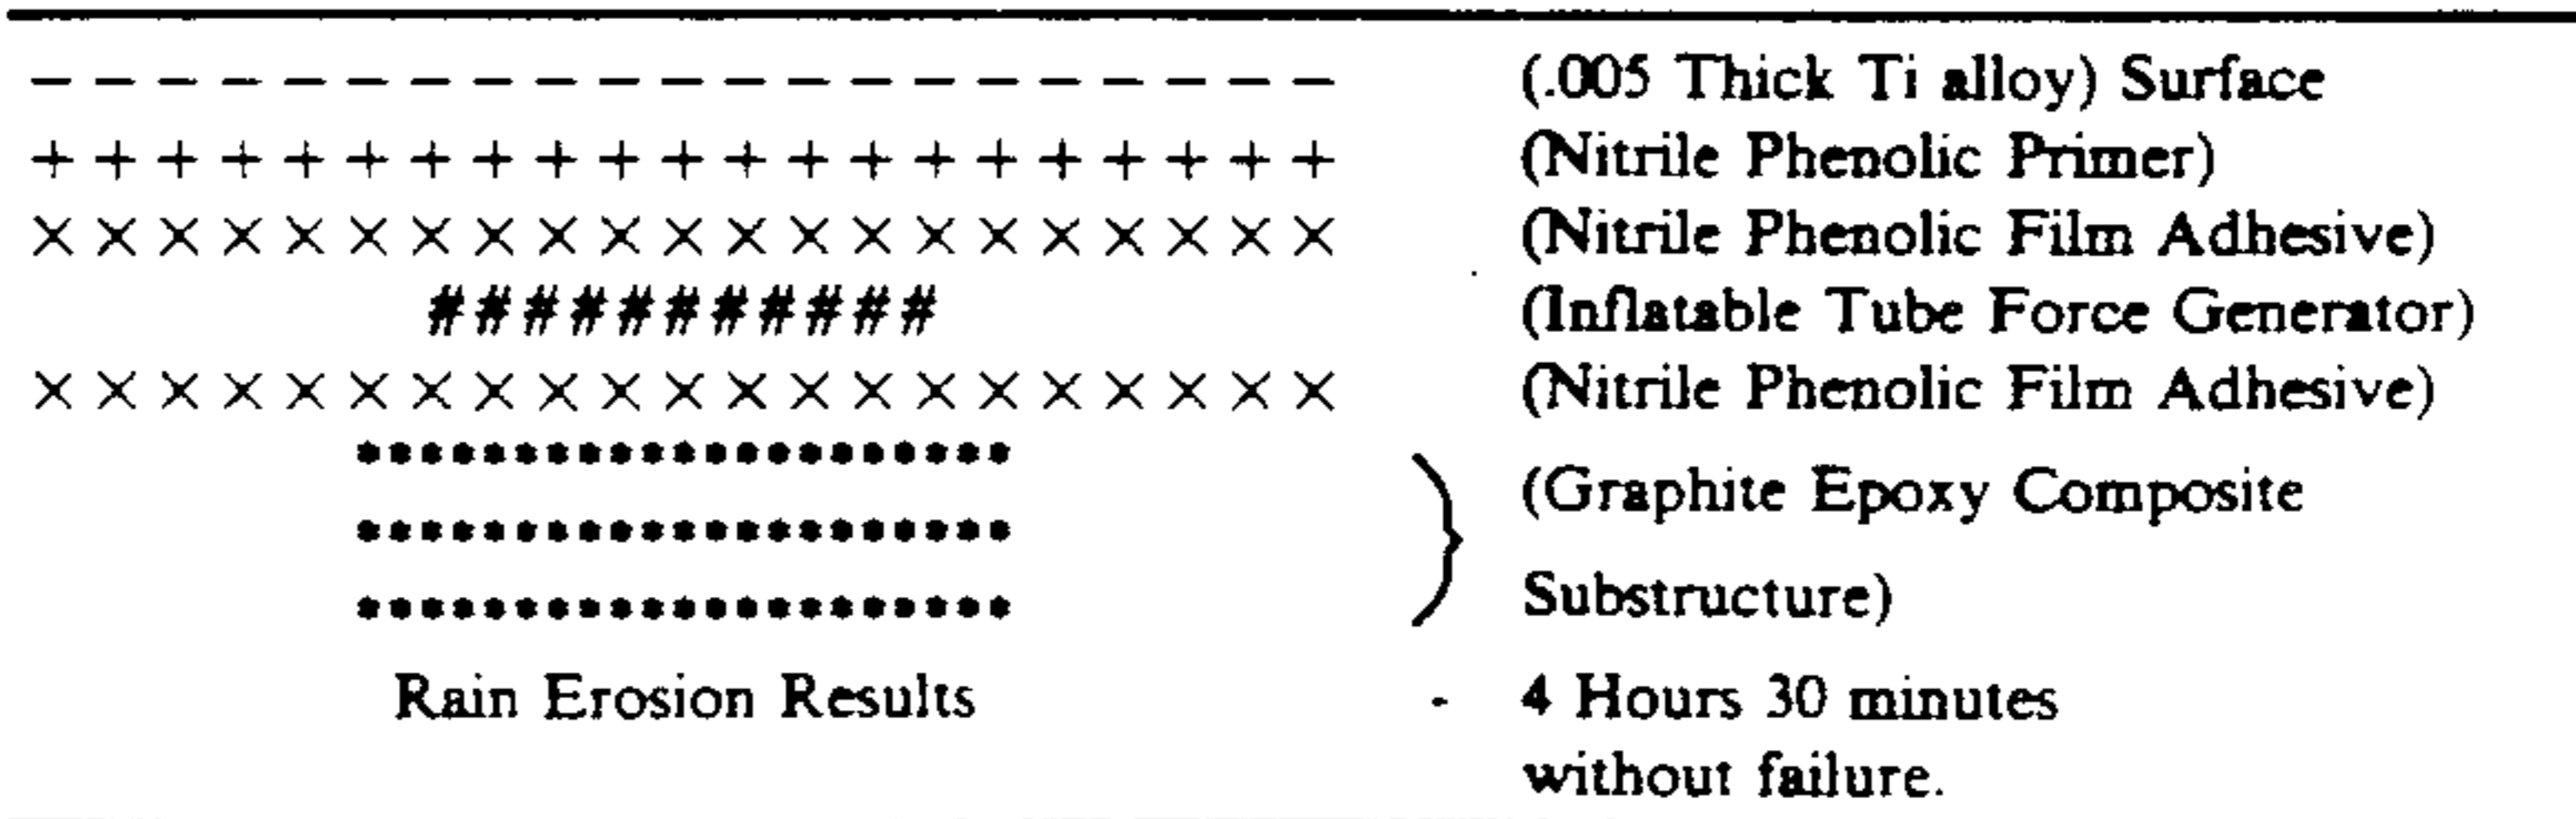 – – – – – – – – – – – – – – – – – – – – – (.005 Thick Ti alloy) Surface
+ + + + + + + + + + + + + + + + + + + + + (Nitrile Phenolic Primer)
× × × × × × × × × × × × × × × × × × × × × (Nitrile Phenolic Film Adhesive)
# # # # # # # # # # # (Inflatable Tube Force Generator)
× × × × × × × × × × × × × × × × × × × × × (Nitrile Phenolic Film Adhesive)
•••••••••••••••••••••
(Graphite Epoxy Composite
•••••••••••••••••••••
Substructure)
•••••••••••••••••••••
Rain Erosion Results - 4 Hours 30 minutes
without failure.